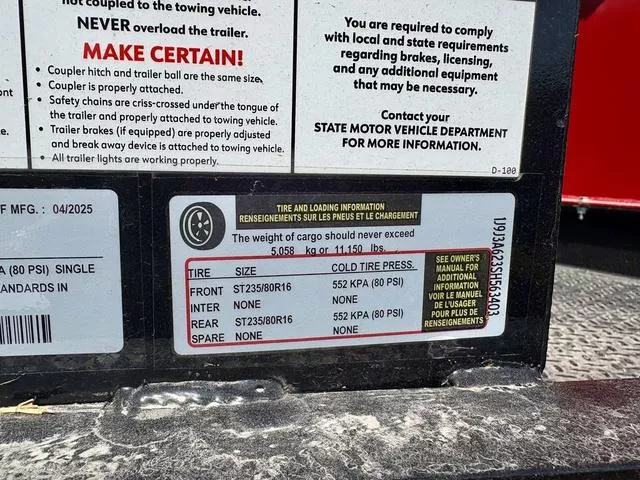 not coupled to the towing vehicle.
NEVER overload the trailer.
MAKE CERTAIN!
• Coupler hitch and trailer ball are the same size.
• Coupler is properly attached.
• Safety chains are criss-crossed under the tongue of
the trailer and properly attached to towing vehicle.
• Trailer brakes (if equipped) are properly adjusted
and break away device is attached to towing vehicle.
• All trailer lights are working properly.
You are required to comply
with local and state requirements
regarding brakes, licensing,
and any additional equipment
that may be necessary.
Contact your
STATE MOTOR VEHICLE DEPARTMENT
FOR MORE INFORMATION.
D-100
F MFG. : 04/2025
A (80 PSI) SINGLE
ANDARDS IN
TIRE AND LOADING INFORMATION
RENSEIGNEMENTS SUR LES PNEUS ET LE CHARGEMENT
The weight of cargo should never exceed
5,058 kg or 11,150 lbs.
TIRE SIZE COLD TIRE PRESS.
FRONT ST235/80R16 552 KPA (80 PSI)
INTER NONE NONE
REAR ST235/80R16 552 KPA (80 PSI)
SPARE NONE NONE
SEE OWNER'S
MANUAL FOR
ADDITIONAL
INFORMATION
VOIR LE MANUEL
DE L'USAGER
POUR PLUS DE
RENSEIGNEMENTS